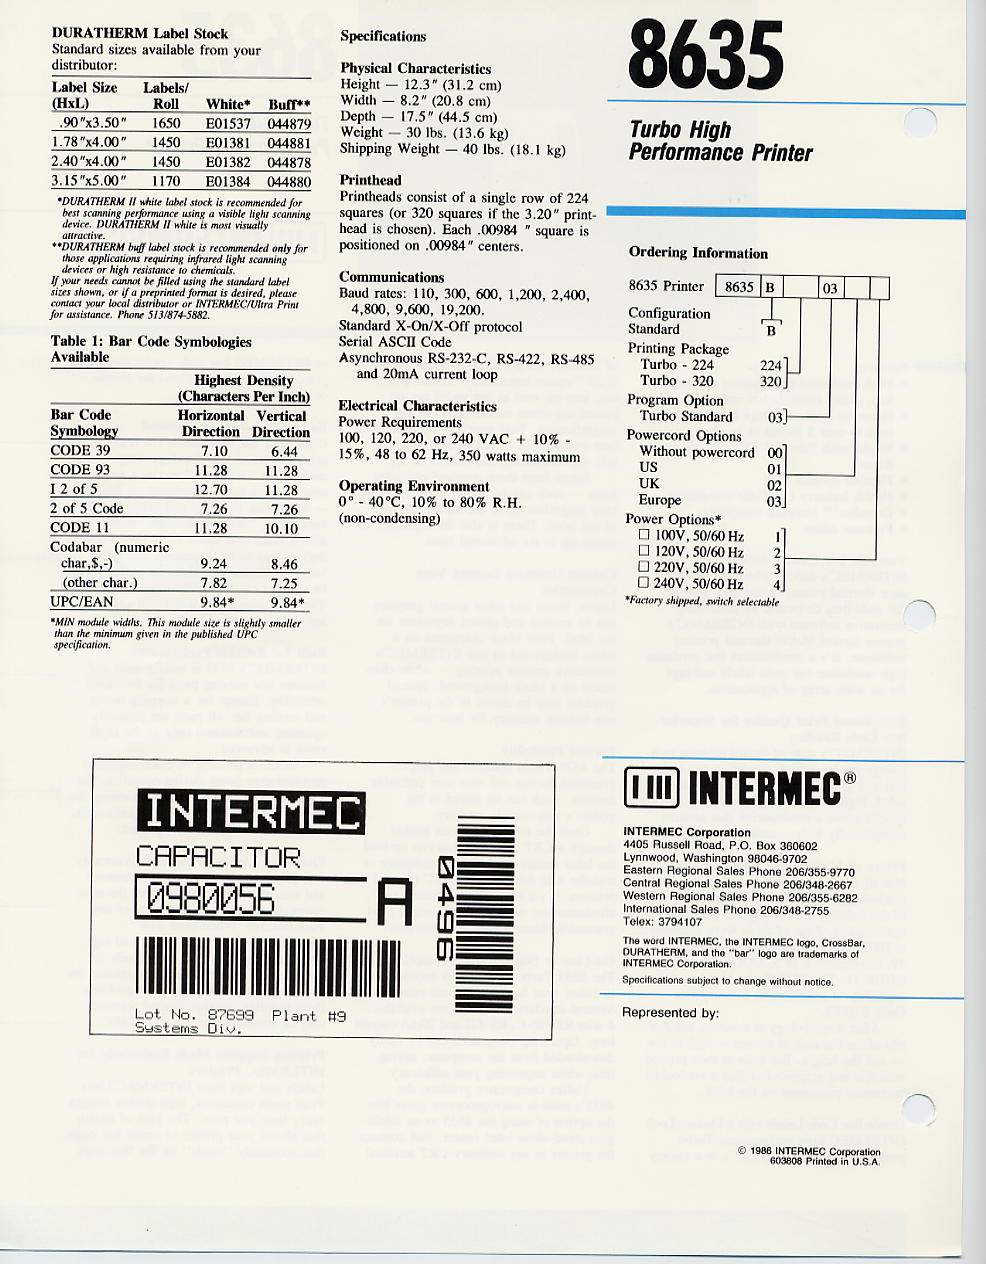 DURATHERM Label Stock
Standard sizes available from your
distributor:
Label Size Labels/
(HxL) Roll White* Buff**
.90"x3.50" 1650 E01537 044879
1.78"x4.00" 1450 E01381 044881
2.40"x4.00" 1450 E01382 044878
3.15"x5.00" 1170 E01384 044880
*DURATHERM II white label stock is recommended for
best scanning performance using a visible light scanning
device. DURATHERM II white is most visually
attractive.
**DURATHERM buff label stock is recommended only for
those applications requiring infrared light scanning
devices or high resistance to chemicals.
If your needs cannot be filled using the standard label
sizes shown, or if a preprinted format is desired, please
contact your local distributor or INTERMEC/Ultra Print
for assistance. Phone 513/874-5882.
Table 1: Bar Code Symbologies
Available
Highest Density
(Characters Per Inch)
Bar Code Horizontal Vertical
Symbology Direction Direction
CODE 39 7.10 6.44
CODE 93 11.28 11.28
I 2 of 5 12.70 11.28
2 of 5 Code 7.26 7.26
CODE 11 11.28 10.10
Codabar (numeric
char,$,-) 9.24 8.46
(other char.) 7.82 7.25
UPC/EAN 9.84* 9.84*
*MIN module widths. This module size is slightly smaller
than the minimum given in the published UPC
specification.
Specifications
Physical Characteristics
Height — 12.3" (31.2 cm)
Width — 8.2" (20.8 cm)
Depth — 17.5" (44.5 cm)
Weight — 30 lbs. (13.6 kg)
Shipping Weight — 40 lbs. (18.1 kg)
Printhead
Printheads consist of a single row of 224
squares (or 320 squares if the 3.20" print-
head is chosen). Each .00984 " square is
positioned on .00984" centers.
Communications
Baud rates: 110, 300, 600, 1,200, 2,400,
4,800, 9,600, 19,200.
Standard X-On/X-Off protocol
Serial ASCII Code
Asynchronous RS-232-C, RS-422, RS-485
and 20mA current loop
Electrical Characteristics
Power Requirements
100, 120, 220, or 240 VAC + 10% -
15%, 48 to 62 Hz, 350 watts maximum
Operating Environment
0° - 40°C, 10% to 80% R.H.
(non-condensing)
8635
Turbo High
Performance Printer
Ordering Information
8635 Printer 8635 B 03
Configuration
Standard B
Printing Package
Turbo - 224 224
Turbo - 320 320
Program Option
Turbo Standard 03
Powercord Options
Without powercord 00
US 01
UK 02
Europe 03
Power Options*
☐ 100V, 50/60 Hz 1
☐ 120V, 50/60 Hz 2
☐ 220V, 50/60 Hz 3
☐ 240V, 50/60 Hz 4
*Factory shipped, switch selectable
INTERMEC
CAPACITOR
0980056 A
0496
Lot No. 87699 Plant #9
Systems Div.
INTERMEC®
INTERMEC Corporation
4405 Russell Road, P.O. Box 360602
Lynnwood, Washington 98046-9702
Eastern Regional Sales Phone 206/355-9770
Central Regional Sales Phone 206/348-2667
Western Regional Sales Phone 206/355-6282
International Sales Phone 206/348-2755
Telex: 3794107
The word INTERMEC, the INTERMEC logo, CrossBar,
DURATHERM, and the "bar" logo are trademarks of
INTERMEC Corporation.
Specifications subject to change without notice.
Represented by:
© 1986 INTERMEC Corporation
603808 Printed in U.S.A.